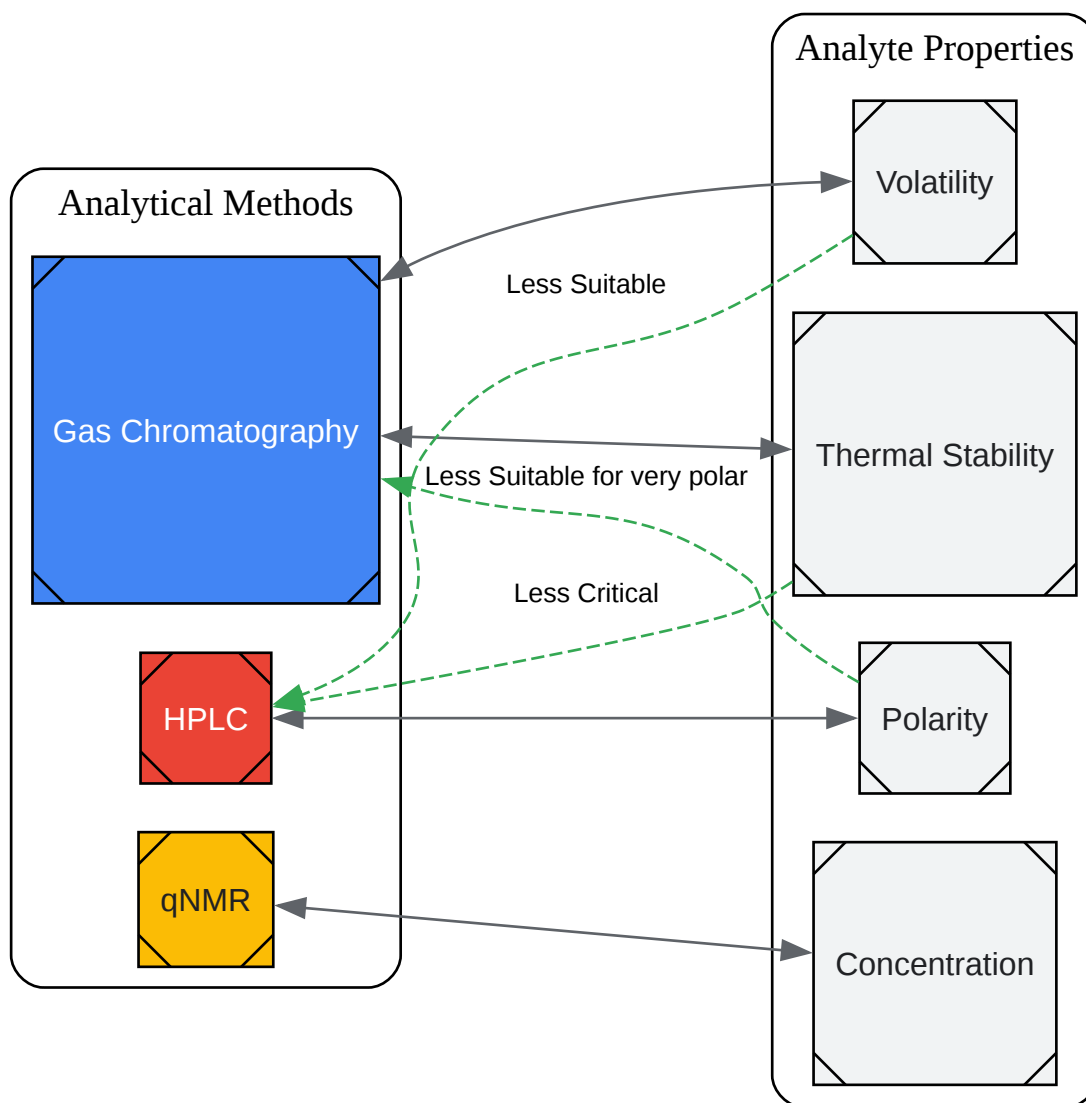 Analyte Properties
Volatility
Analytical Methods
Less Suitable
Gas Chromatography
Thermal Stability
Less Suitable for very polar
Less Critical
HPLC
Polarity
qNMR
Concentration